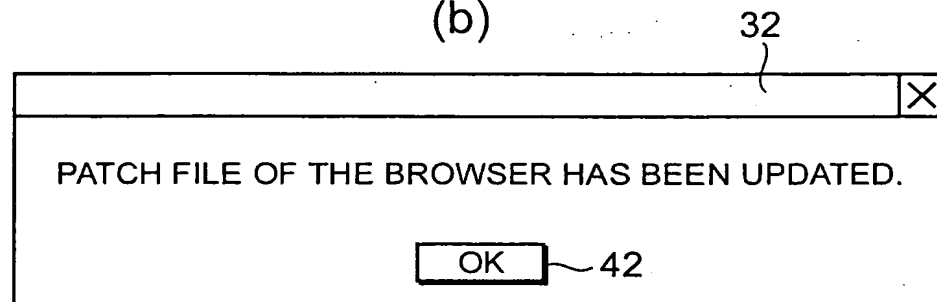 (b)
32
X
PATCH FILE OF THE BROWSER HAS BEEN UPDATED.
OK 42